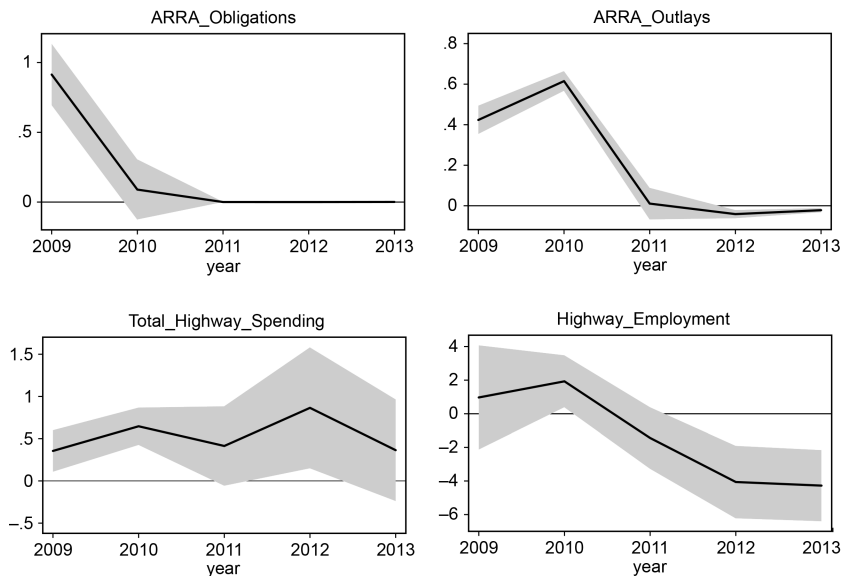 ARRA_Obligations
1
.5
0
2009 2010 2011 2012 2013
year
ARRA_Outlays
.8
.6
.4
.2
0
2009 2010 2011 2012 2013
year
Total_Highway_Spending
1.5
1
.5
0
–.5
2009 2010 2011 2012 2013
year
Highway_Employment
4
2
0
–2
–4
–6
2009 2010 2011 2012 2013
year